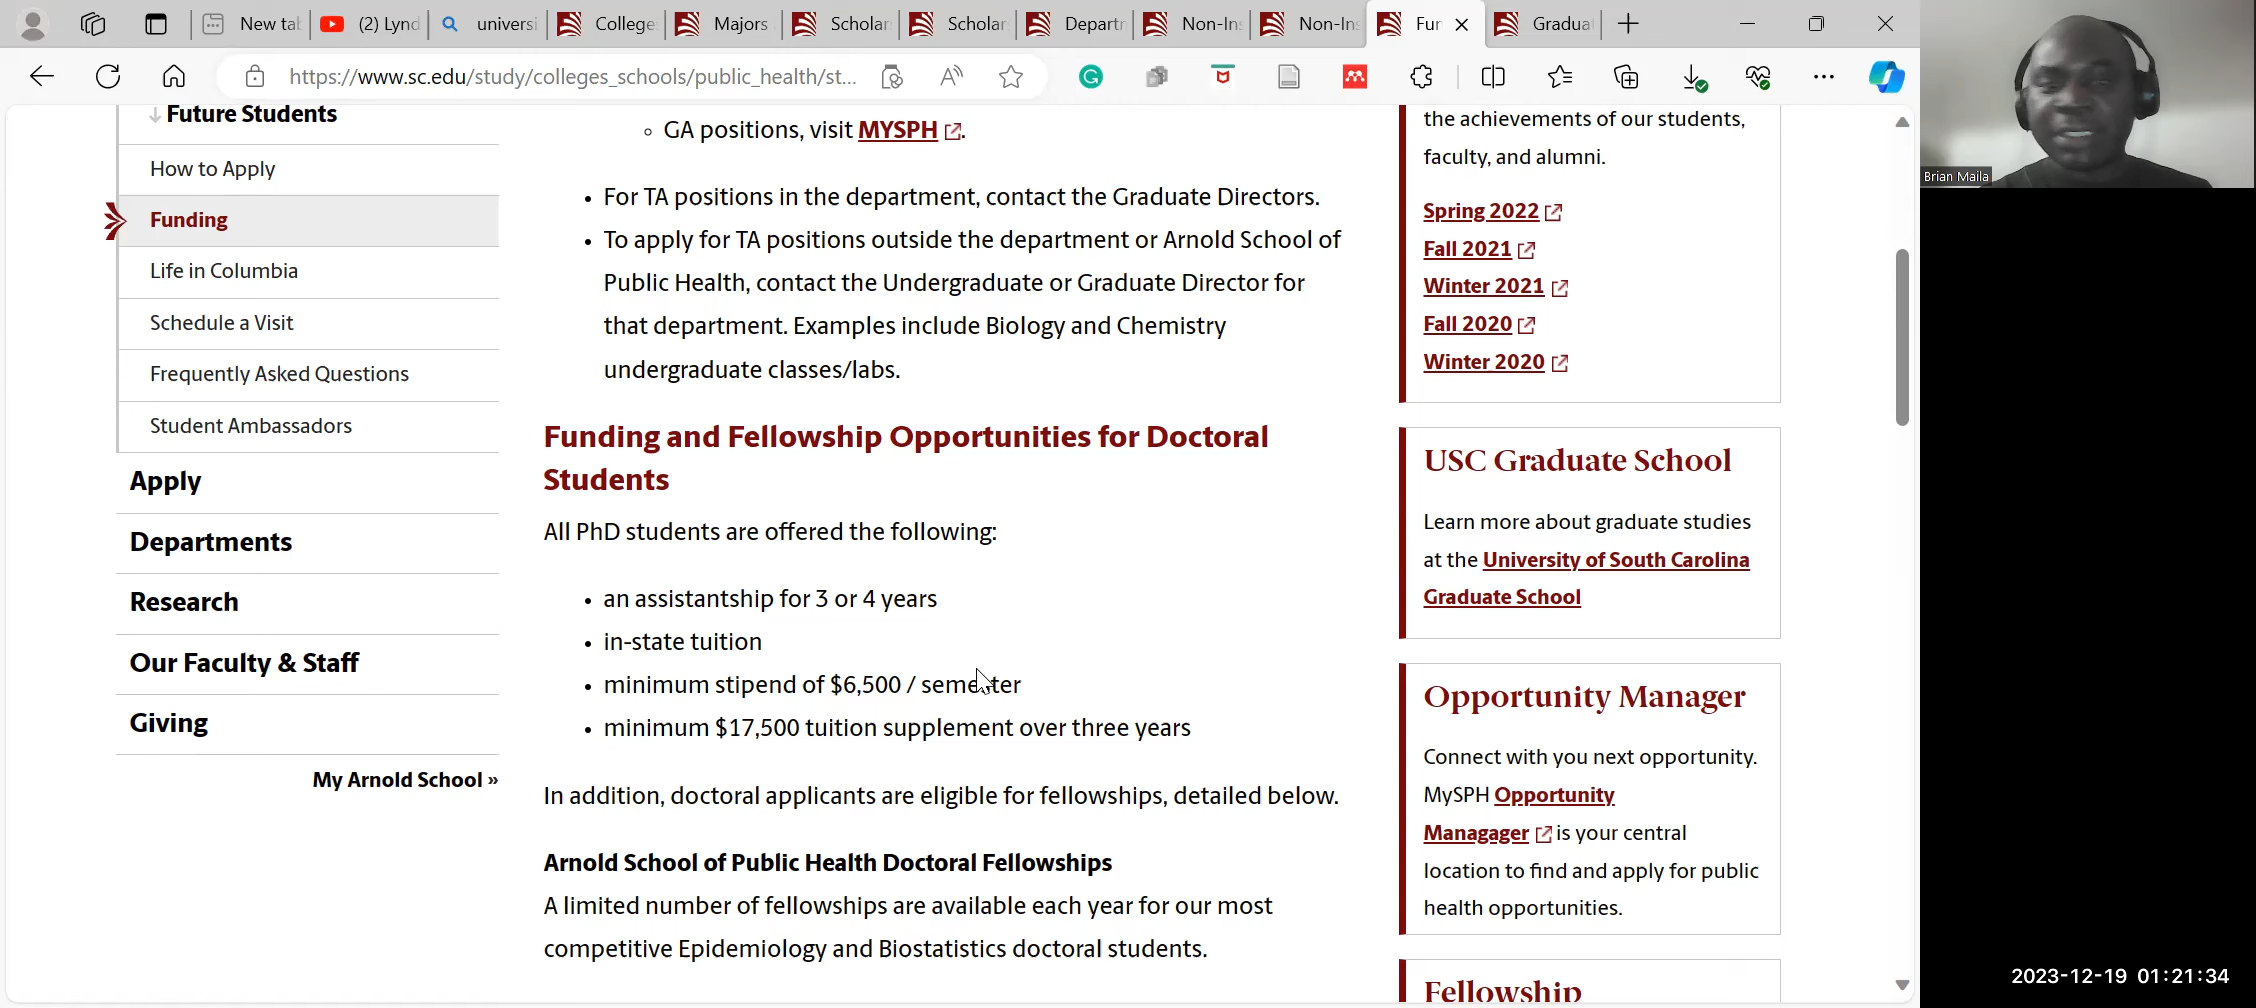 New tab
(2) Lynd
universi
College
Majors
Scholar
Scholar
Departr
Non-Ins
Non-Ins
Fur
Graduat
https://www.sc.edu/study/colleges_schools/public_health/st...
Future Students
How to Apply
Funding
Life in Columbia
Schedule a Visit
Frequently Asked Questions
Student Ambassadors
Apply
Departments
Research
Our Faculty & Staff
Giving
My Arnold School »
GA positions, visit MYSPH.
For TA positions in the department, contact the Graduate Directors.
To apply for TA positions outside the department or Arnold School of
Public Health, contact the Undergraduate or Graduate Director for
that department. Examples include Biology and Chemistry
undergraduate classes/labs.
Funding and Fellowship Opportunities for Doctoral
Students
All PhD students are offered the following:
an assistantship for 3 or 4 years
in-state tuition
minimum stipend of $6,500 / semester
minimum $17,500 tuition supplement over three years
In addition, doctoral applicants are eligible for fellowships, detailed below.
Arnold School of Public Health Doctoral Fellowships
A limited number of fellowships are available each year for our most
competitive Epidemiology and Biostatistics doctoral students.
the achievements of our students,
faculty, and alumni.
Spring 2022
Fall 2021
Winter 2021
Fall 2020
Winter 2020
USC Graduate School
Learn more about graduate studies
at the University of South Carolina
Graduate School
Opportunity Manager
Connect with you next opportunity.
MySPH Opportunity
Managager is your central
location to find and apply for public
health opportunities.
Fellowship
Brian Maila
2023-12-19 01:21:34